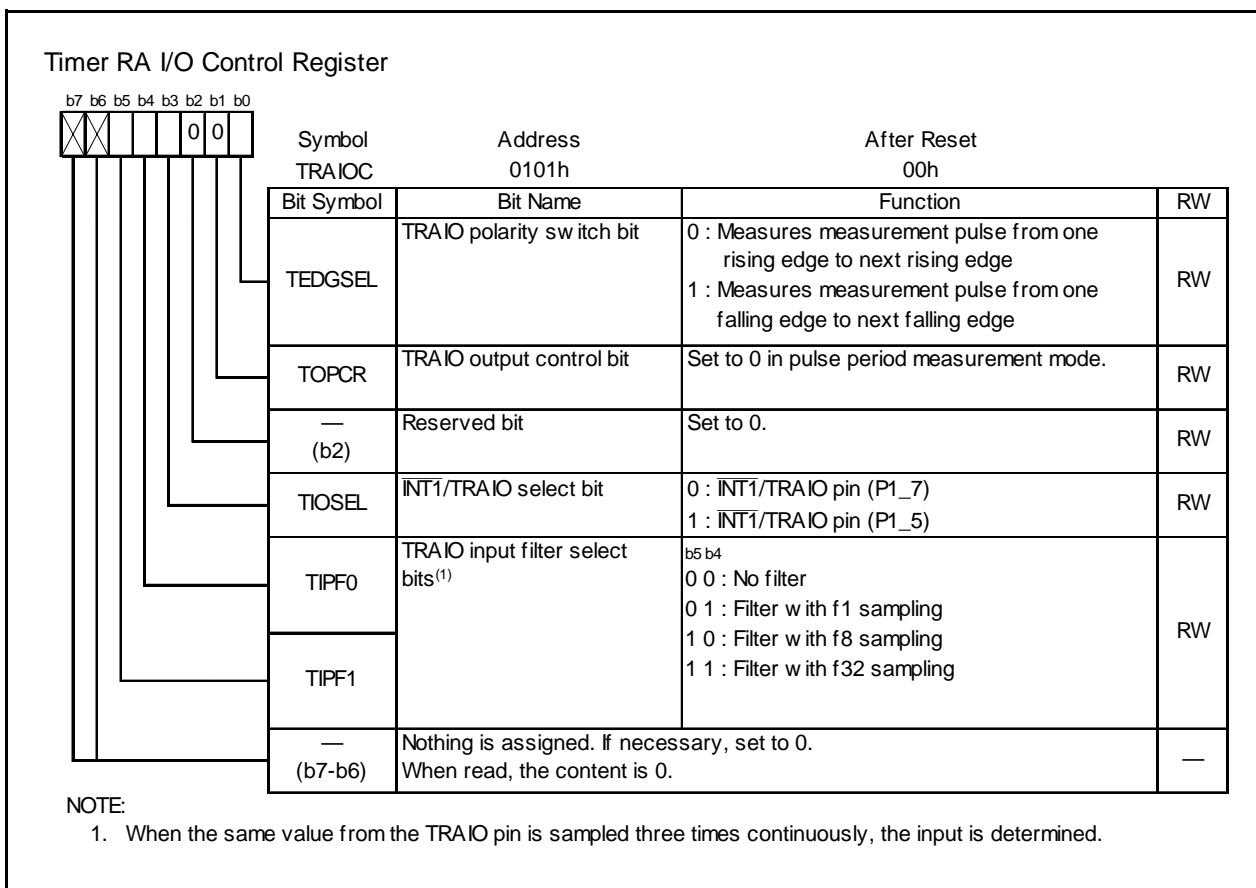 Timer RA I/O Control Register
b7 b6 b5 b4 b3 b2 b1 b0
0 0
Symbol Address After Reset
TRAIOC 0101h 00h
Bit Symbol Bit Name Function RW
TEDGSEL
TRAIO polarity switch bit
0 : Measures measurement pulse from one
rising edge to next rising edge
1 : Measures measurement pulse from one
falling edge to next falling edge
RW
TOPCR
TRAIO output control bit
Set to 0 in pulse period measurement mode.
RW
—
(b2)
Reserved bit
Set to 0.
RW
TIOSEL
INT1/TRAIO select bit
0 : INT1/TRAIO pin (P1_7)
1 : INT1/TRAIO pin (P1_5)
RW
TIPF0
TRAIO input filter select
bits(1)
b5 b4
0 0 : No filter
0 1 : Filter with f1 sampling
1 0 : Filter with f8 sampling
1 1 : Filter with f32 sampling
RW
TIPF1
—
(b7-b6)
Nothing is assigned. If necessary, set to 0.
When read, the content is 0.
—
NOTE:
1. When the same value from the TRAIO pin is sampled three times continuously, the input is determined.